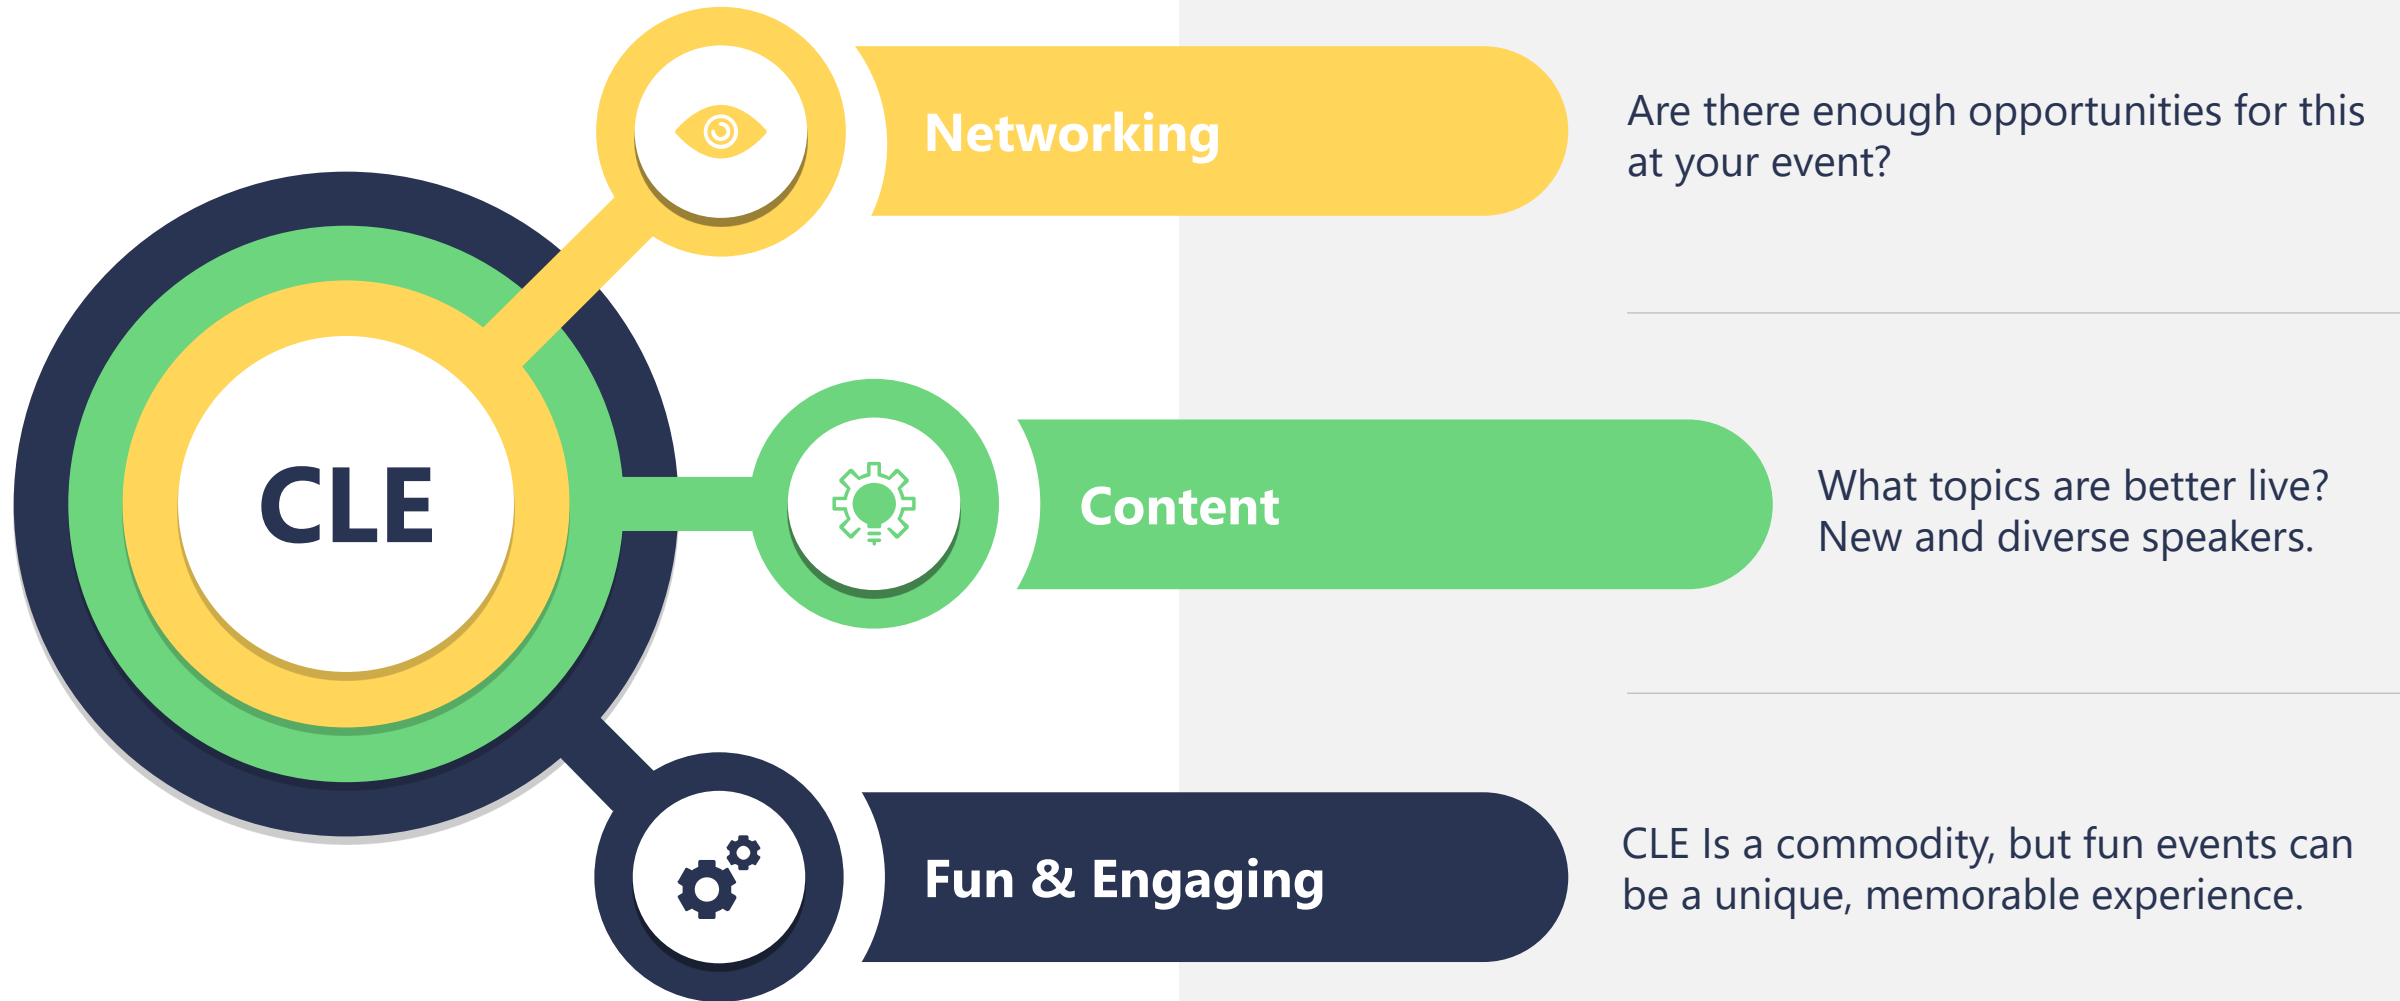 CLE
Networking
Are there enough opportunities for this
at your event?
Content
What topics are better live?
New and diverse speakers.
Fun & Engaging
CLE Is a commodity, but fun events can
be a unique, memorable experience.